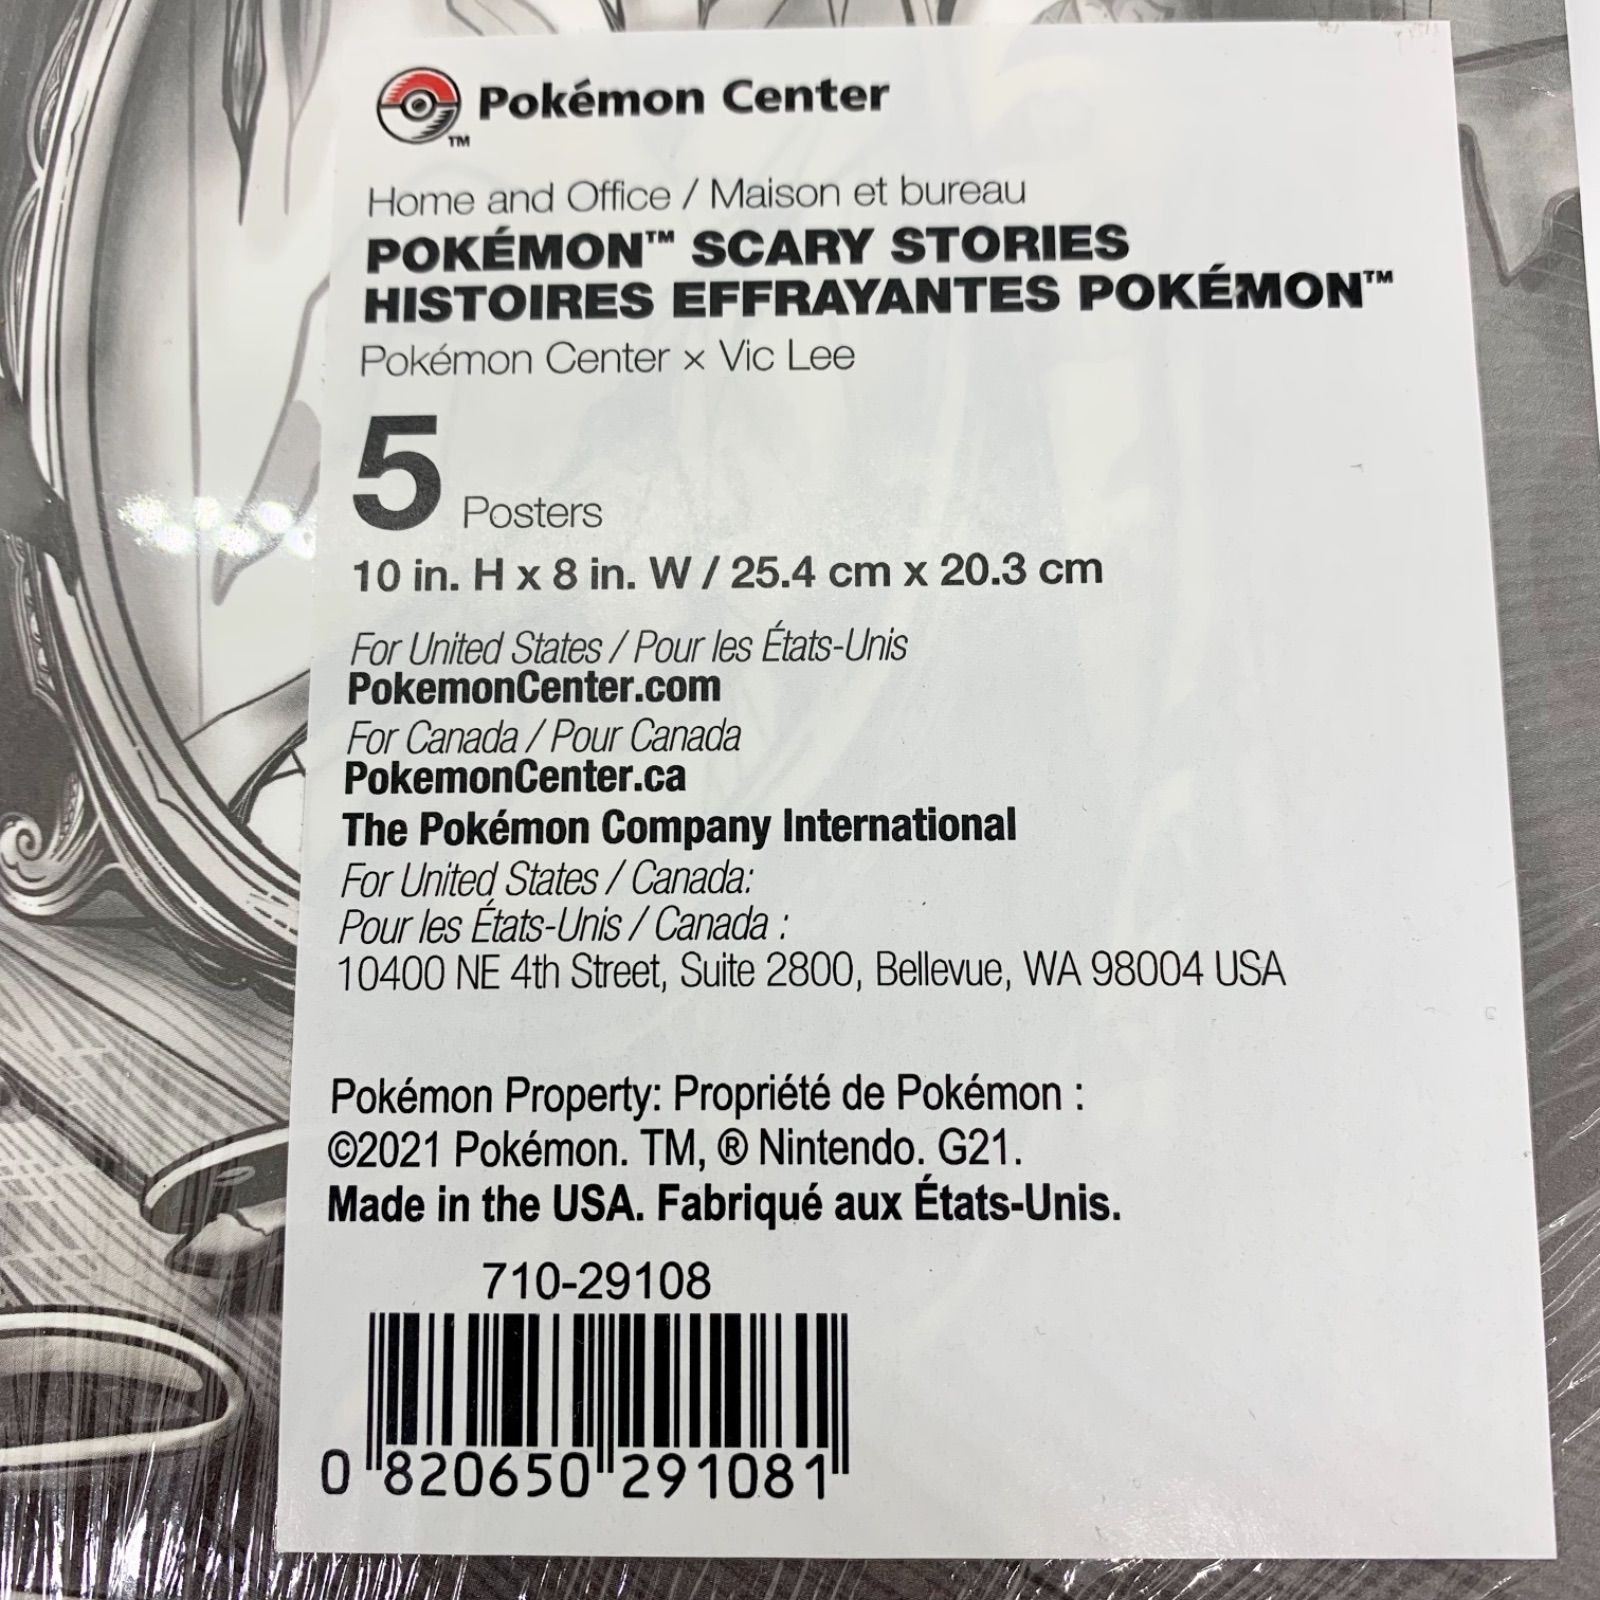 Pokémon Center
TM
Home and Office / Maison et bureau
POKÉMON™ SCARY STORIES
HISTOIRES EFFRAYANTES POKÉMON™
Pokémon Center × Vic Lee
5 Posters
10 in. H x 8 in. W / 25.4 cm x 20.3 cm
For United States / Pour les États-Unis
PokemonCenter.com
For Canada / Pour Canada
PokemonCenter.ca
The Pokémon Company International
For United States / Canada:
Pour les États-Unis / Canada :
10400 NE 4th Street, Suite 2800, Bellevue, WA 98004 USA
Pokémon Property: Propriété de Pokémon :
©2021 Pokémon. TM, ® Nintendo. G21.
Made in the USA. Fabriqué aux États-Unis.
710-29108
0 820650 291081